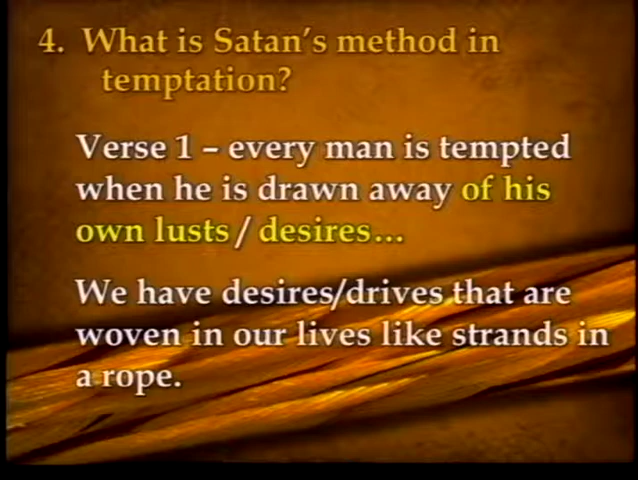 4. What is Satan's method in
temptation?
Verse 1 – every man is tempted
when he is drawn away of his
own lusts / desires...
We have desires/drives that are
woven in our lives like strands in
a rope.